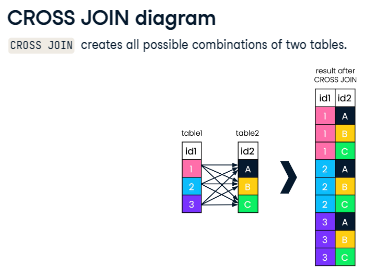 CROSS JOIN diagram
CROSS JOIN creates all possible combinations of two tables.
result after
CROSS JOIN
id1 id2
1 A
1 B
1 C
2 A
2 B
2 C
3 A
3 B
3 C
table1
id1
1
2
3
table2
id2
A
B
C